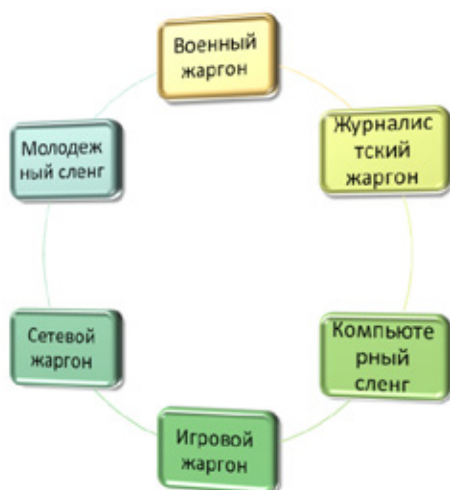 Военный
жаргон
Журналис
тский
жаргон
Компьюте
рный
сленг
Игровой
жаргон
Сетевой
жаргон
Молодеж
ный сленг